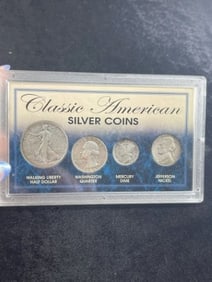 Classic American
SILVER COINS
WALKING LIBERTY
HALF DOLLAR
WASHINGTON
QUARTER
MERCURY
DIME
JEFFERSON
NICKEL